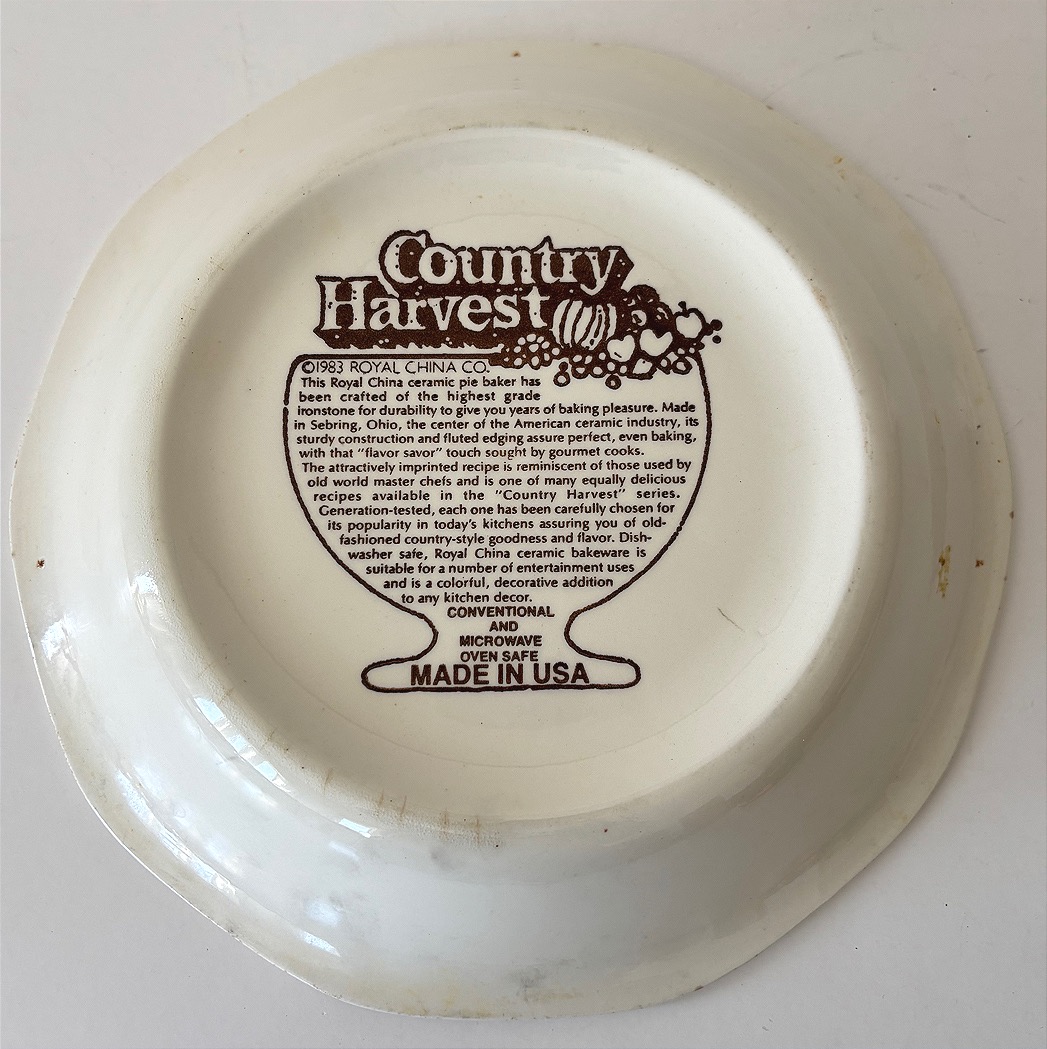 Country
Harvest
©1983 ROYAL CHINA CO.
This Royal China ceramic pie baker has
been crafted of the highest grade
ironstone for durability to give you years of baking pleasure. Made
in Sebring, Ohio, the center of the American ceramic industry, its
sturdy construction and fluted edging assure perfect, even baking,
with that "flavor savor" touch sought by gourmet cooks.
The attractively imprinted recipe is reminiscent of those used by
old world master chefs and is one of many equally delicious
recipes available in the "Country Harvest" series.
Generation-tested, each one has been carefully chosen for
its popularity in today's kitchens assuring you of old-
fashioned country-style goodness and flavor. Dish-
washer safe, Royal China ceramic bakeware is
suitable for a number of entertainment uses
and is a colorful, decorative addition
to any kitchen decor.
CONVENTIONAL
AND
MICROWAVE
OVEN SAFE
MADE IN USA